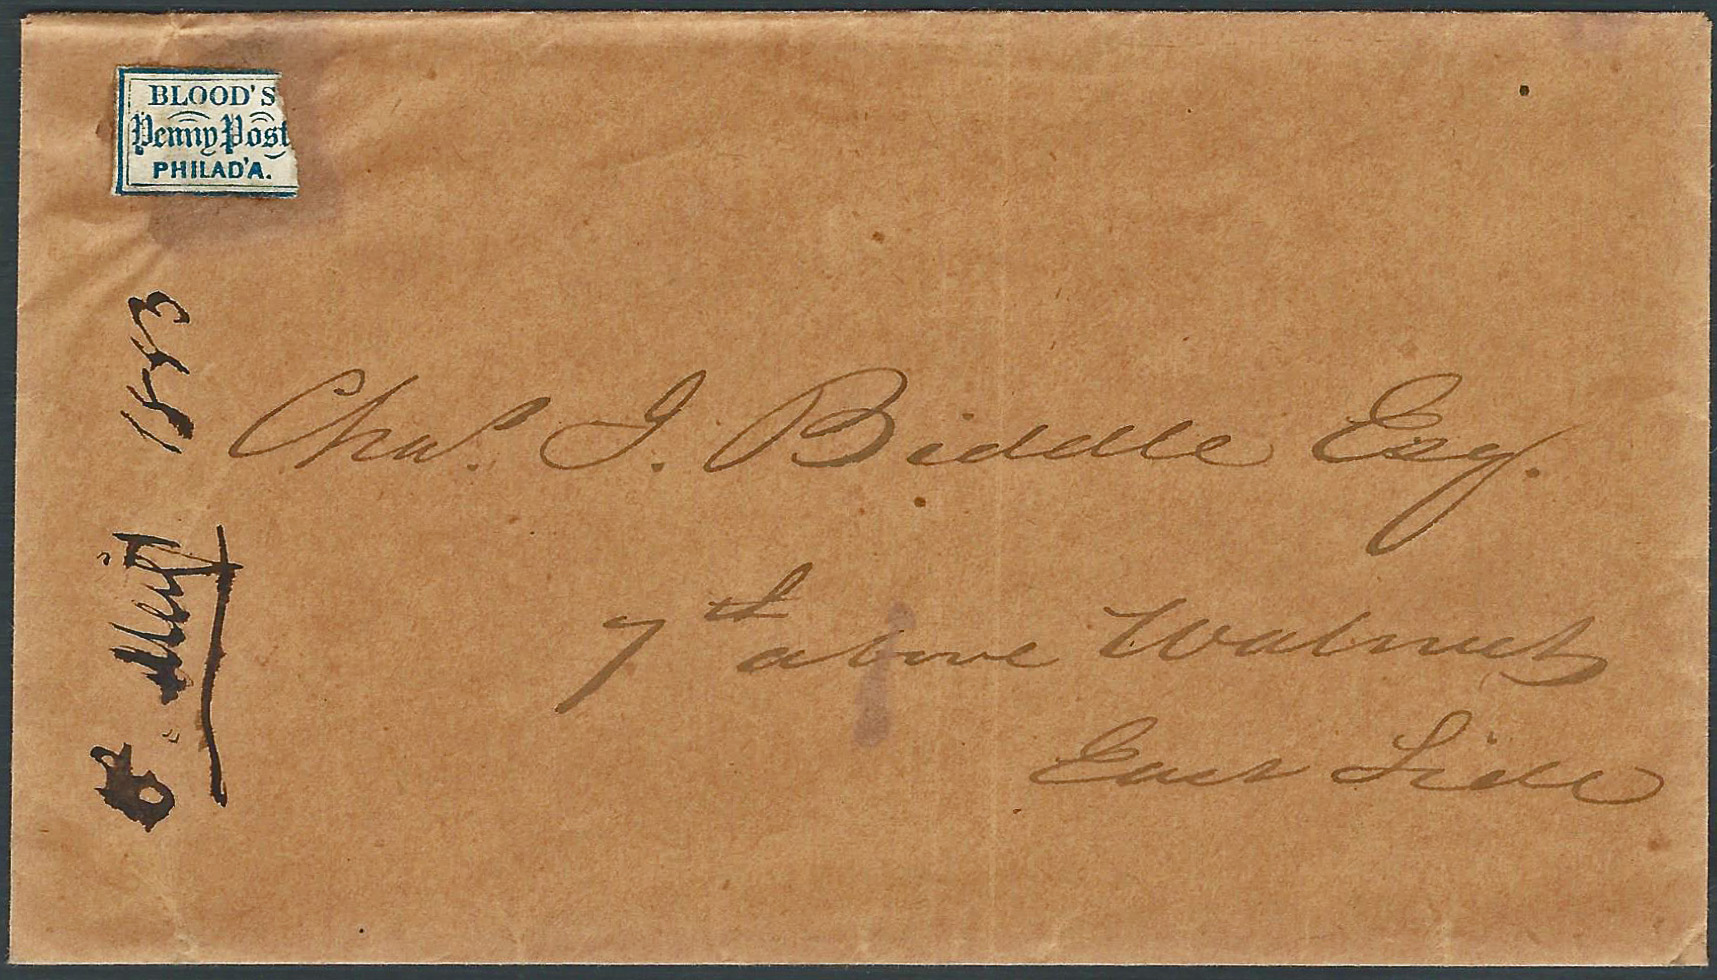 BLOOD'S
Penny Post
PHILAD'A.
Chas. J. Biddle Esq.
7th above Walnut
East Side
1853